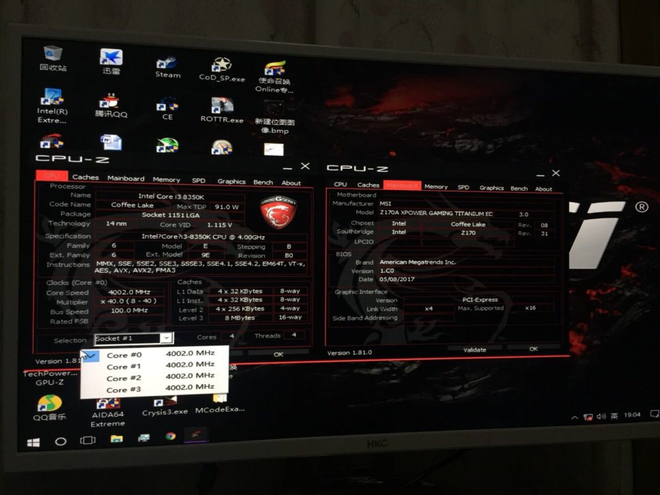 回收站
迅雷
Steam
CoD_SP.exe
使命召唤
Online专...
Intel(R)
Extre...
腾讯QQ
CE
ROTTR.exe
新建位图图
像.bmp
CPU-Z
CPU Caches Mainboard Memory SPD Graphics Bench About
Processor
Name Intel Core i3 8350K
Code Name Coffee Lake Max TDP 91.0 W
Package Socket 1151 LGA
Technology 14 nm Core VID 1.115 V
Specification Intel?Core?i3-8350K CPU @ 4.00GHz
Family 6 Model E Stepping B
Ext. Family 6 Ext. Model 9E Revision B0
Instructions MMX, SSE, SSE2, SSE3, SSSE3, SSE4.1, SSE4.2, EM64T, VT-x,
AES, AVX, AVX2, FMA3
Clocks (Core #0) Caches
Core Speed 4002.0 MHz L1 Data 4 x 32 KBytes 8-way
Multiplier x 40.0 (8 - 40) L1 Inst. 4 x 32 KBytes 8-way
Bus Speed 100.0 MHz Level 2 4 x 256 KBytes 4-way
Rated FSB Level 3 8 MBytes 16-way
Selection Socket #1 Cores 4 Threads 4
OK
Core #0 4002.0 MHz
Core #1 4002.0 MHz
Core #2 4002.0 MHz
Core #3 4002.0 MHz
CPU-Z
CPU Caches Mainboard Memory SPD Graphics Bench About
Motherboard
Manufacturer MSI
Model Z170A XPOWER GAMING TITANIUM EC 3.0
Chipset Intel Coffee Lake Rev. 08
Southbridge Intel Z170 Rev. 31
LPCIO
BIOS
Brand American Megatrends Inc.
Version 1.C0
Date 05/08/2017
Graphic Interface
Version PCI-Express
Link Width x4 Max. Supported x16
Side Band Addressing
Version 1.81.0 Validate OK
®
TechPower...
GPU-Z
QQ音乐
AIDA64
Extreme
Crysis3.exe
MCodeExa...
英 19:04
HKC